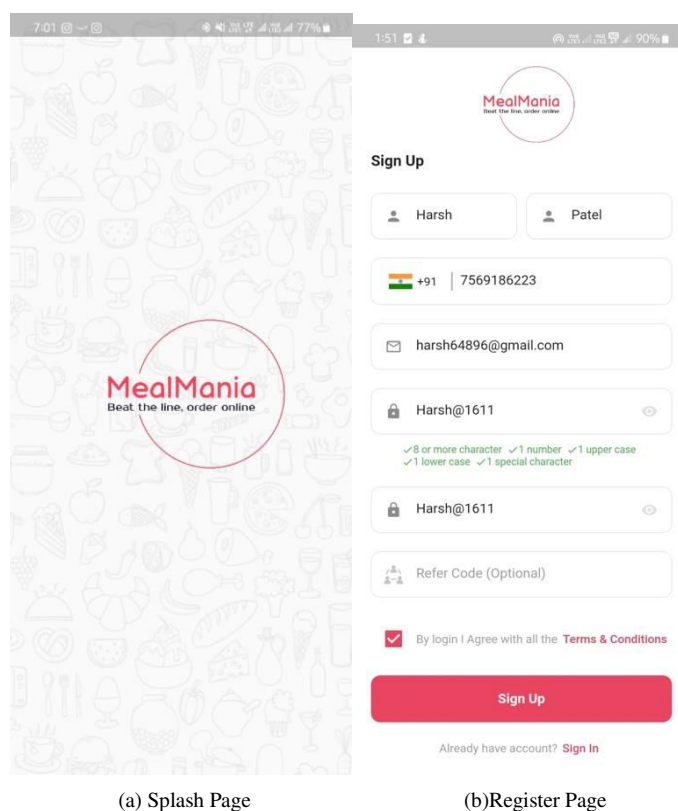 7:01
77%
MealMania
Beat the line, order online
(a) Splash Page
1:51
90%
MealMania
Beat the line, order online
Sign Up
Harsh
Patel
+91 7569186223
harsh64896@gmail.com
Harsh@1611
8 or more character 1 number 1 upper case
1 lower case 1 special character
Harsh@1611
Refer Code (Optional)
By login I Agree with all the Terms & Conditions
Sign Up
Already have account? Sign In
(b)Register Page